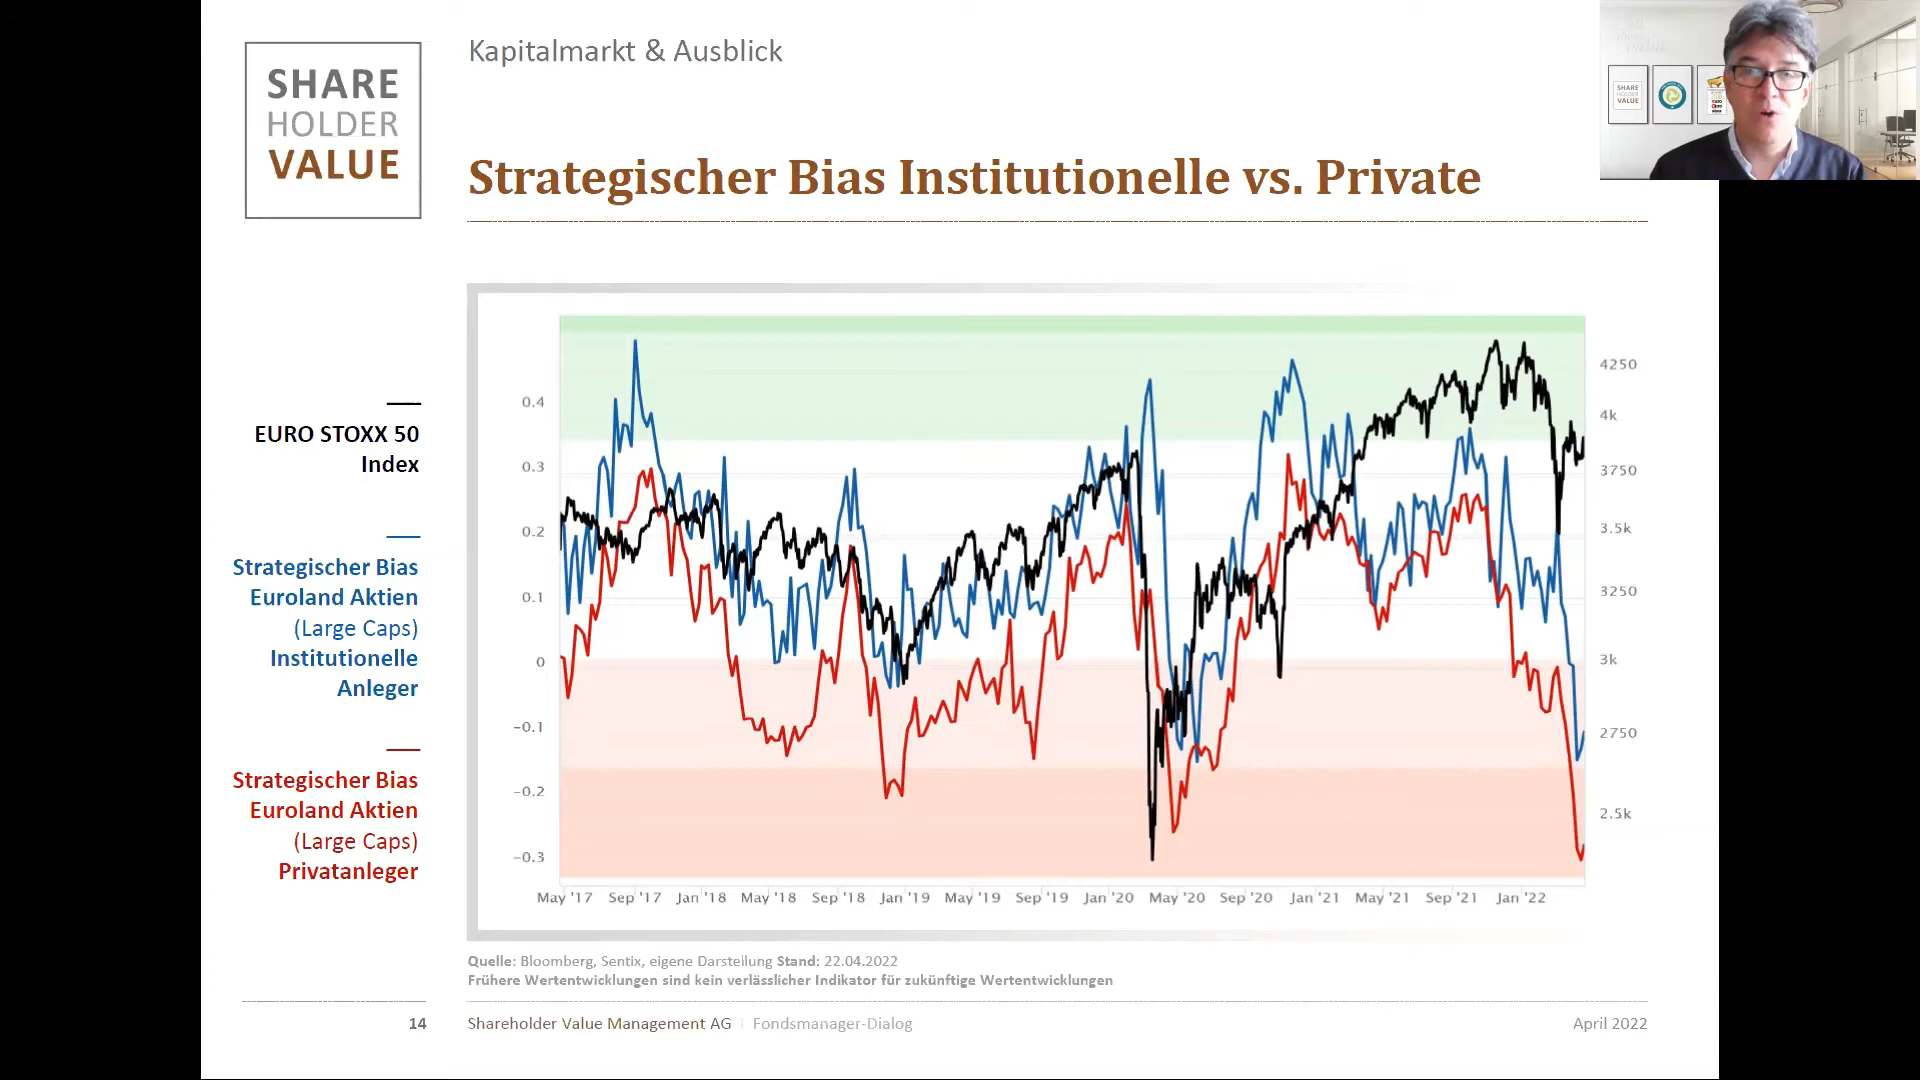 SHARE
HOLDER
VALUE
Kapitalmarkt & Ausblick
Strategischer Bias Institutionelle vs. Private
SHARE
HOLDER
VALUE
EURO STOXX 50
Index
Strategischer Bias
Euroland Aktien
(Large Caps)
Institutionelle
Anleger
Strategischer Bias
Euroland Aktien
(Large Caps)
Privatanleger
0.4
0.3
0.2
0.1
0
−0.1
−0.2
−0.3
4250
4k
3750
3.5k
3250
3k
2750
2.5k
May '17 Sep '17 Jan '18 May '18 Sep '18 Jan '19 May '19 Sep '19 Jan '20 May '20 Sep '20 Jan '21 May '21 Sep '21 Jan '22
Quelle: Bloomberg, Sentix, eigene Darstellung Stand: 22.04.2022
Frühere Wertentwicklungen sind kein verlässlicher Indikator für zukünftige Wertentwicklungen
14 Shareholder Value Management AG | Fondsmanager-Dialog April 2022